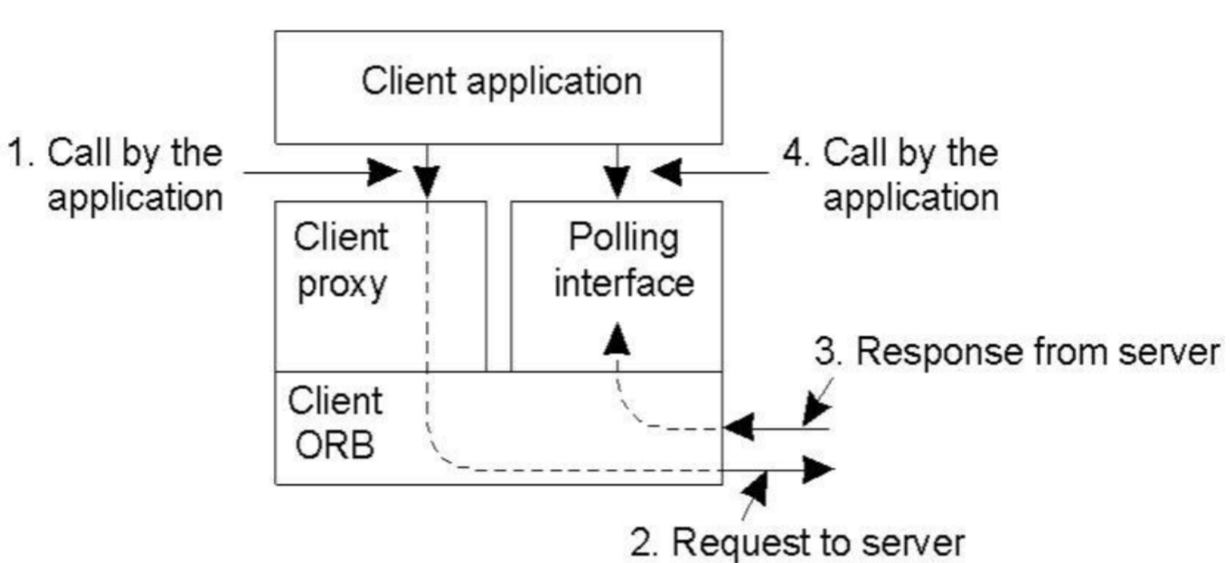 Client application
1. Call by the
application
4. Call by the
application
Client
proxy
Polling
interface
3. Response from server
Client
ORB
2. Request to server